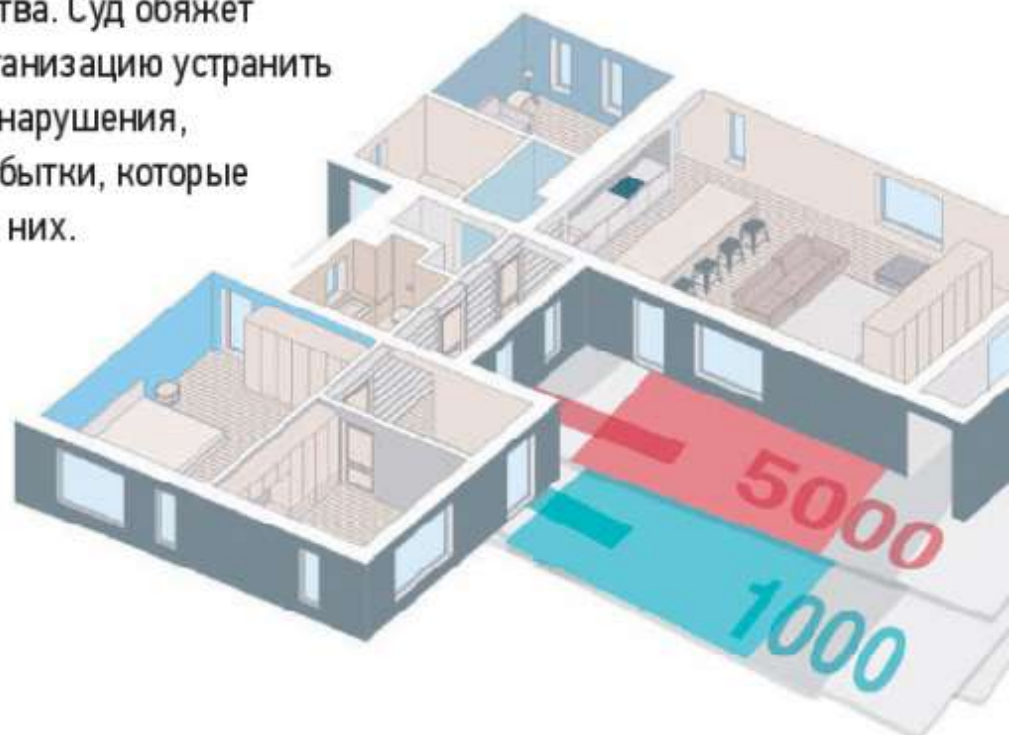 тва. Суд обяжет
ганизацию устранить
нарушения,
бытки, которые
них.
5000
1000